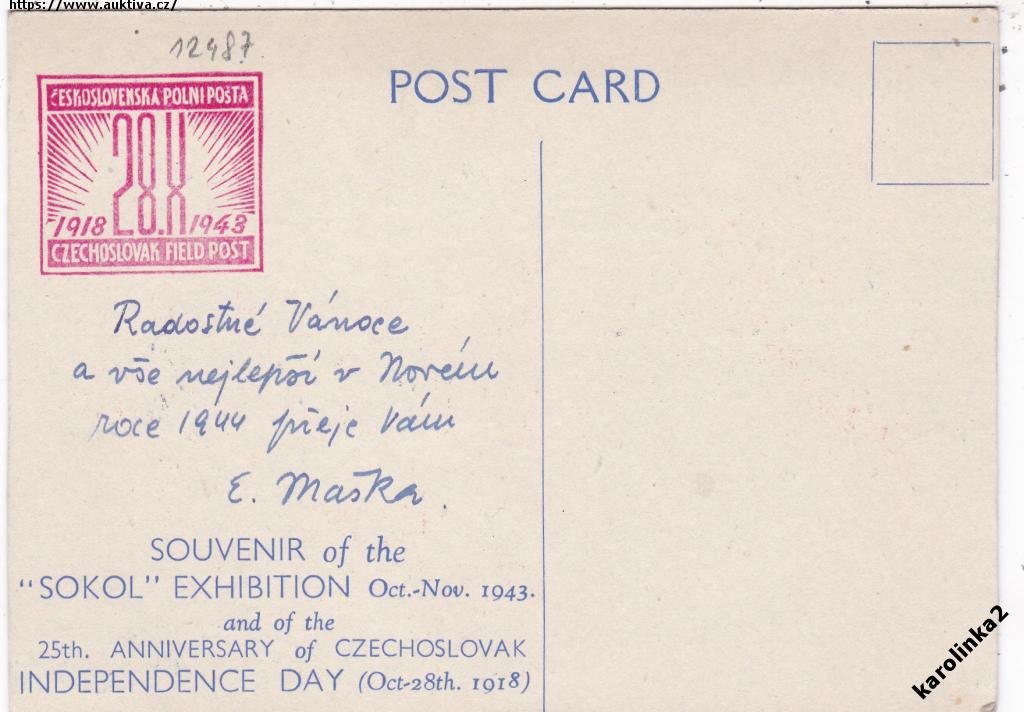 https://www.auktiva.cz/
12487
POST CARD
ČESKOSLOVENSKÁ POLNÍ POŠTA
28.X
1918 1943
CZECHOSLOVAK FIELD POST
Radostné Vánoce
a vše nejlepší v Novém
roce 1944 přeje Vám
E. Maška.
SOUVENIR of the
"SOKOL" EXHIBITION Oct.-Nov. 1943.
and of the
25th. ANNIVERSARY of CZECHOSLOVAK
INDEPENDENCE DAY (Oct-28th. 1918)
karolinka2